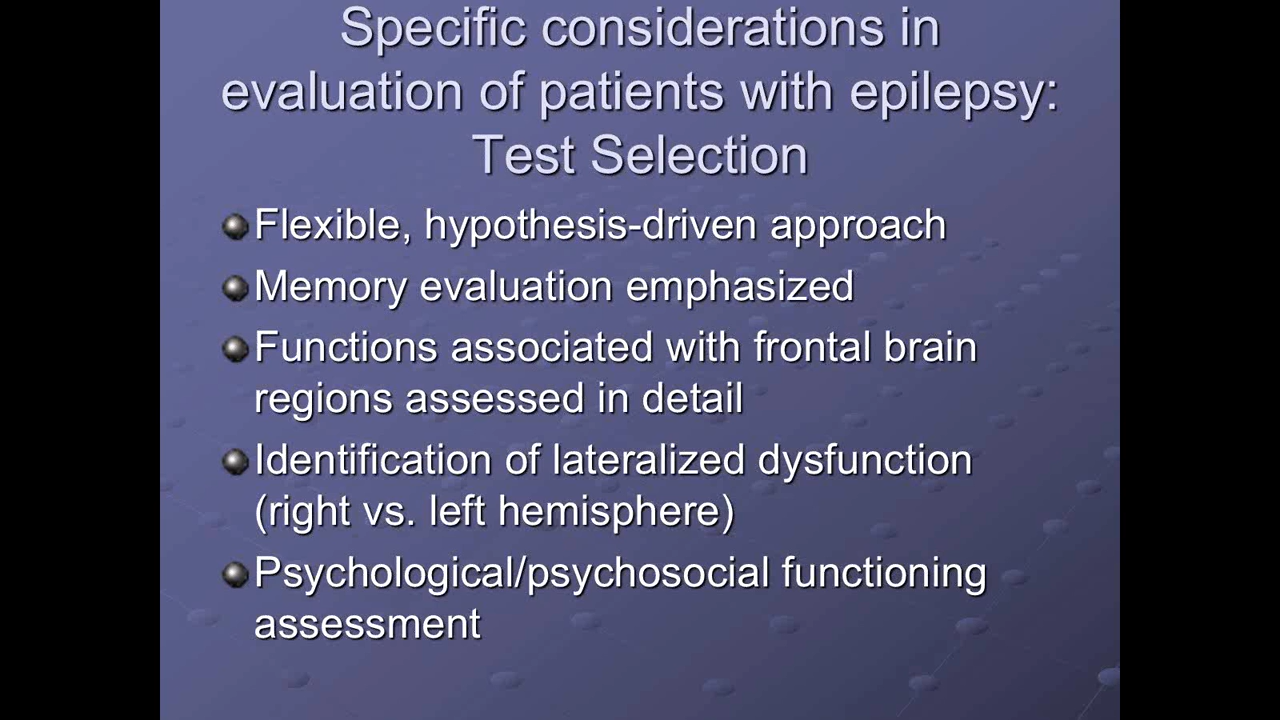 Specific considerations in
evaluation of patients with epilepsy:
Test Selection
Flexible, hypothesis-driven approach
Memory evaluation emphasized
Functions associated with frontal brain
regions assessed in detail
Identification of lateralized dysfunction
(right vs. left hemisphere)
Psychological/psychosocial functioning
assessment